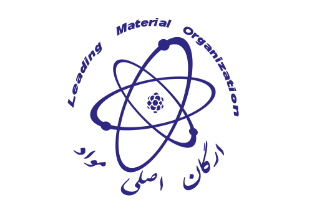 Leading Material Organization
ارگان اصلی مواد